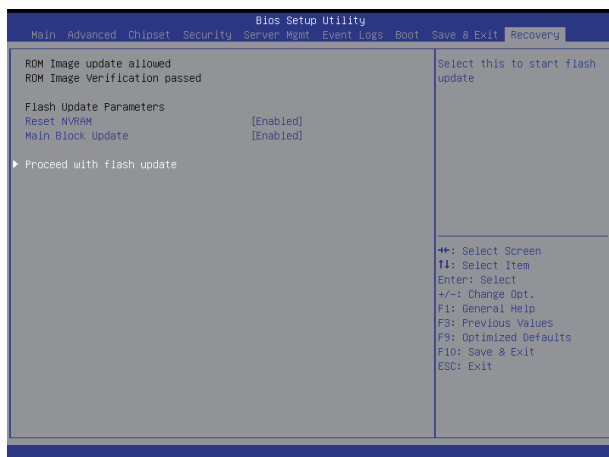 Bios Setup Utility
Main Advanced Chipset Security Server Mgmt Event Logs Boot Save & Exit Recovery
ROM Image update allowed
ROM Image Verification passed
Flash Update Parameters
Reset NVRAM [Enabled]
Main Block Update [Enabled]
Proceed with flash update
Select this to start flash
update
→←: Select Screen
↑↓: Select Item
Enter: Select
+/-: Change Opt.
F1: General Help
F3: Previous Values
F9: Optimized Defaults
F10: Save & Exit
ESC: Exit